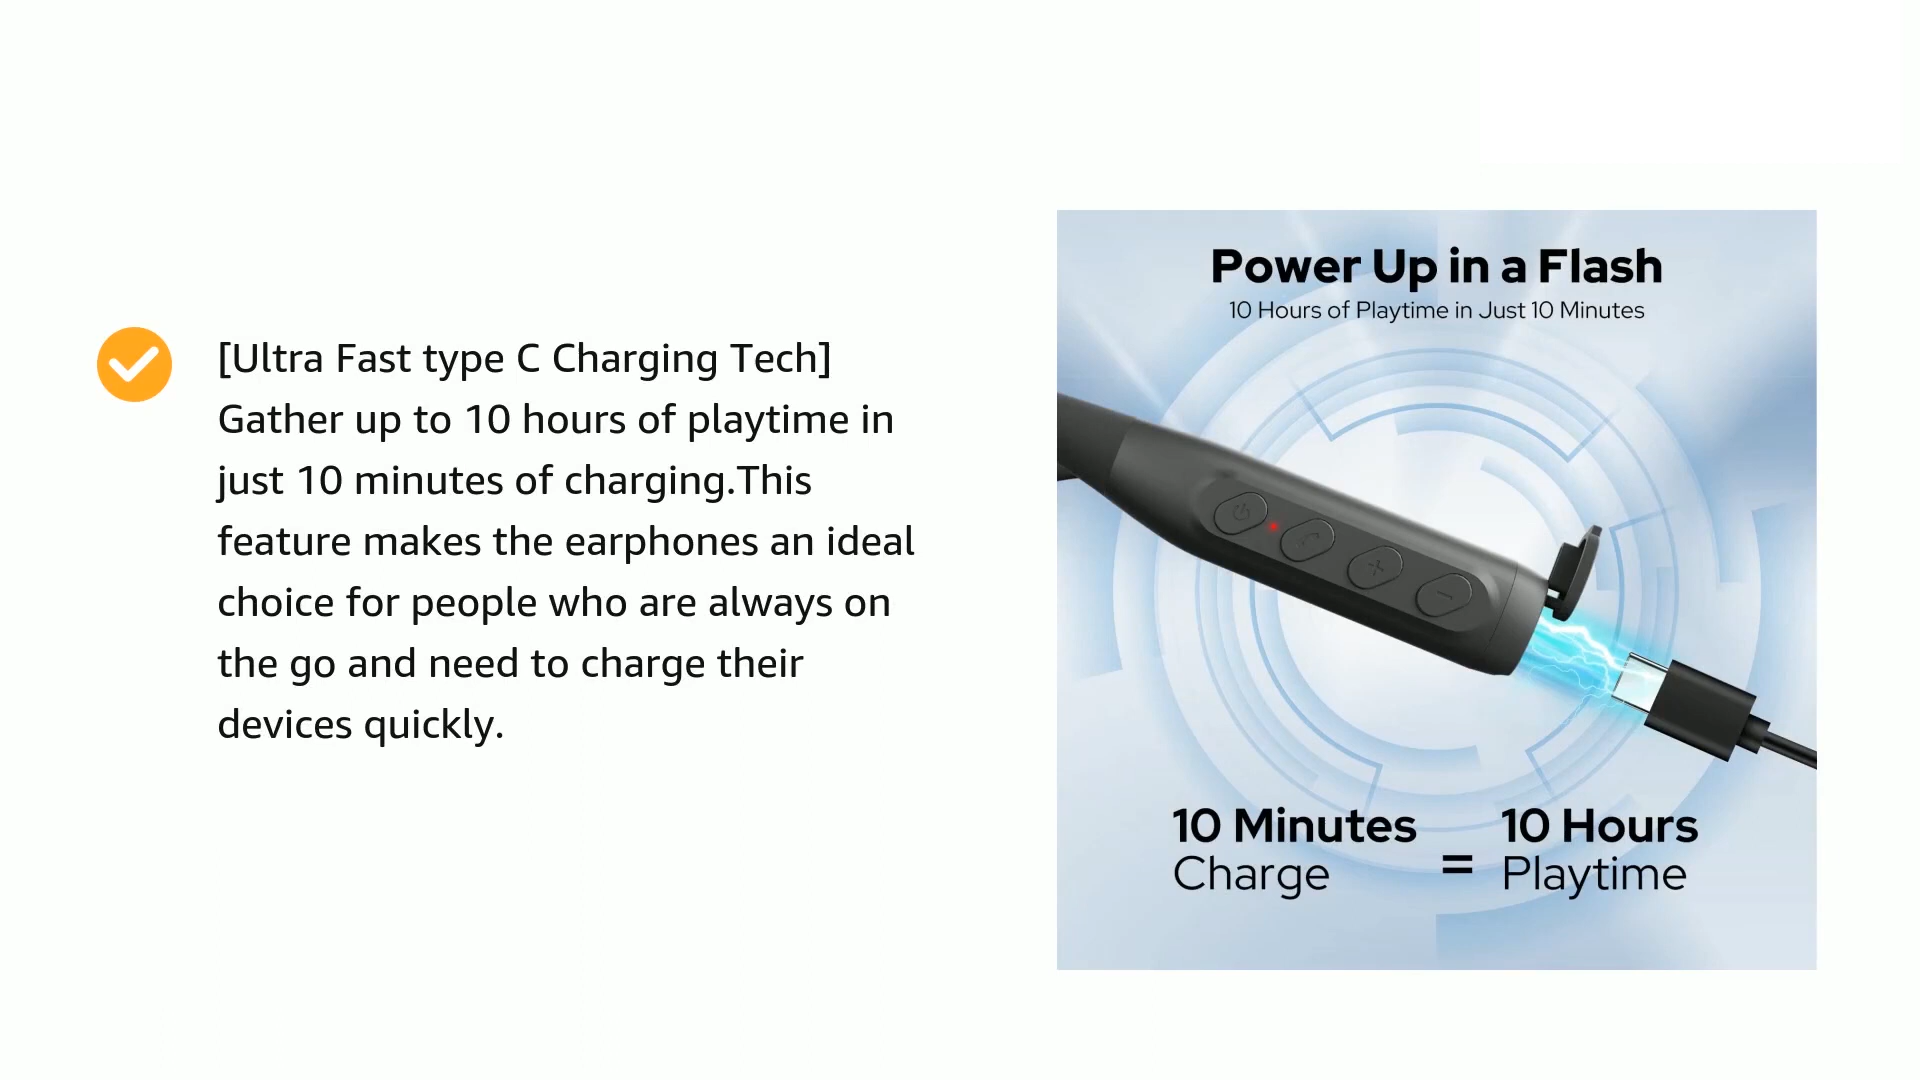 [Ultra Fast type C Charging Tech]
Gather up to 10 hours of playtime in
just 10 minutes of charging.This
feature makes the earphones an ideal
choice for people who are always on
the go and need to charge their
devices quickly.
Power Up in a Flash
10 Hours of Playtime in Just 10 Minutes
10 Minutes
Charge
=
10 Hours
Playtime